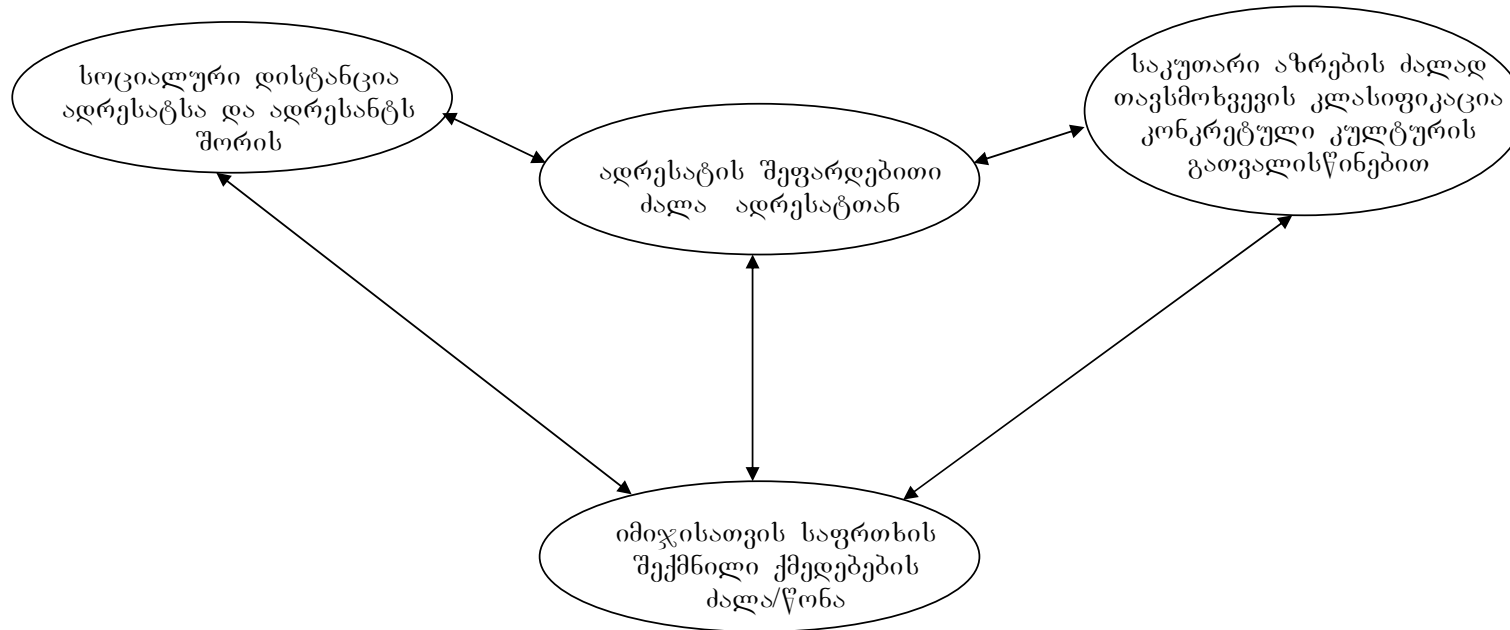 სოციალური დისტანცია
ადრესატსა და ადრესანტს
შორის
ადრესატის შეფარდებითი
ძალა ადრესატთან
საკუთარი აზრების ძალად
თავსმოხვევის კლასიფიკაცია
კონკრეტული კულტურის
გათვალისწინებით
იმიჯისათვის საფრთხის
შექმნილი ქმედებების
ძალა/წონა